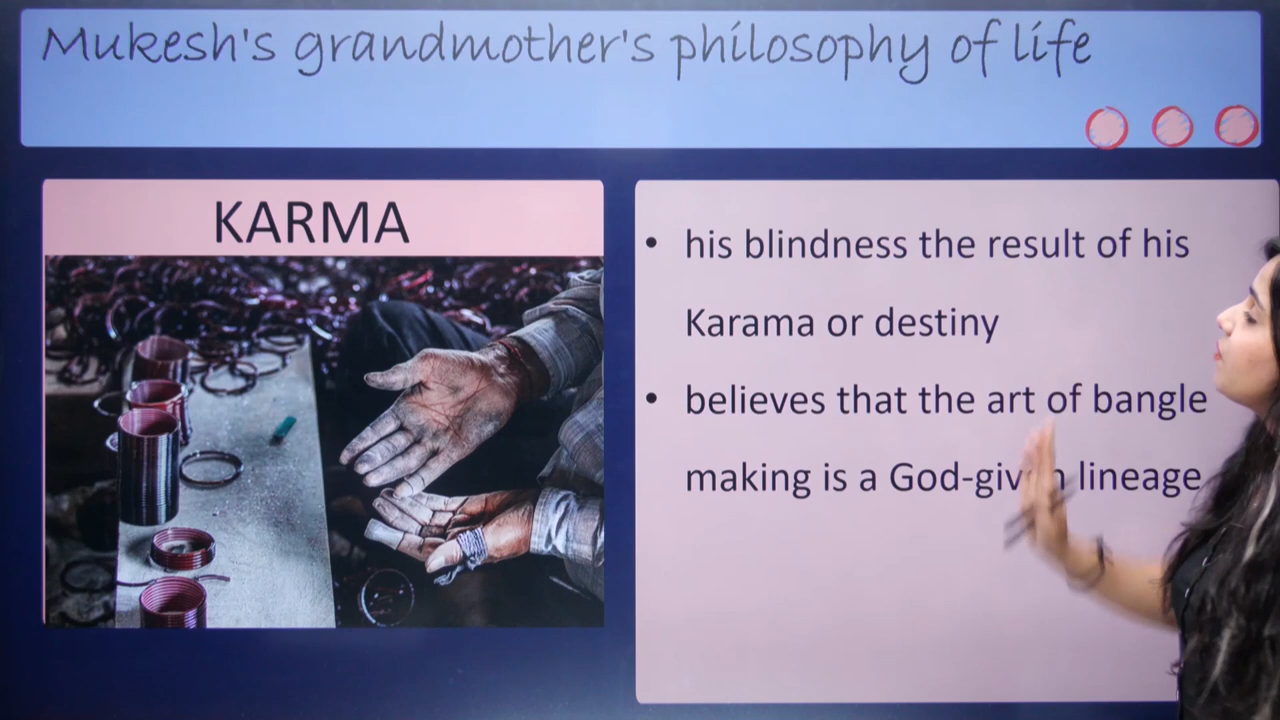 Mukesh's grandmother's philosophy of life
KARMA
his blindness the result of his
Karama or destiny
believes that the art of bangle
making is a God-given lineage